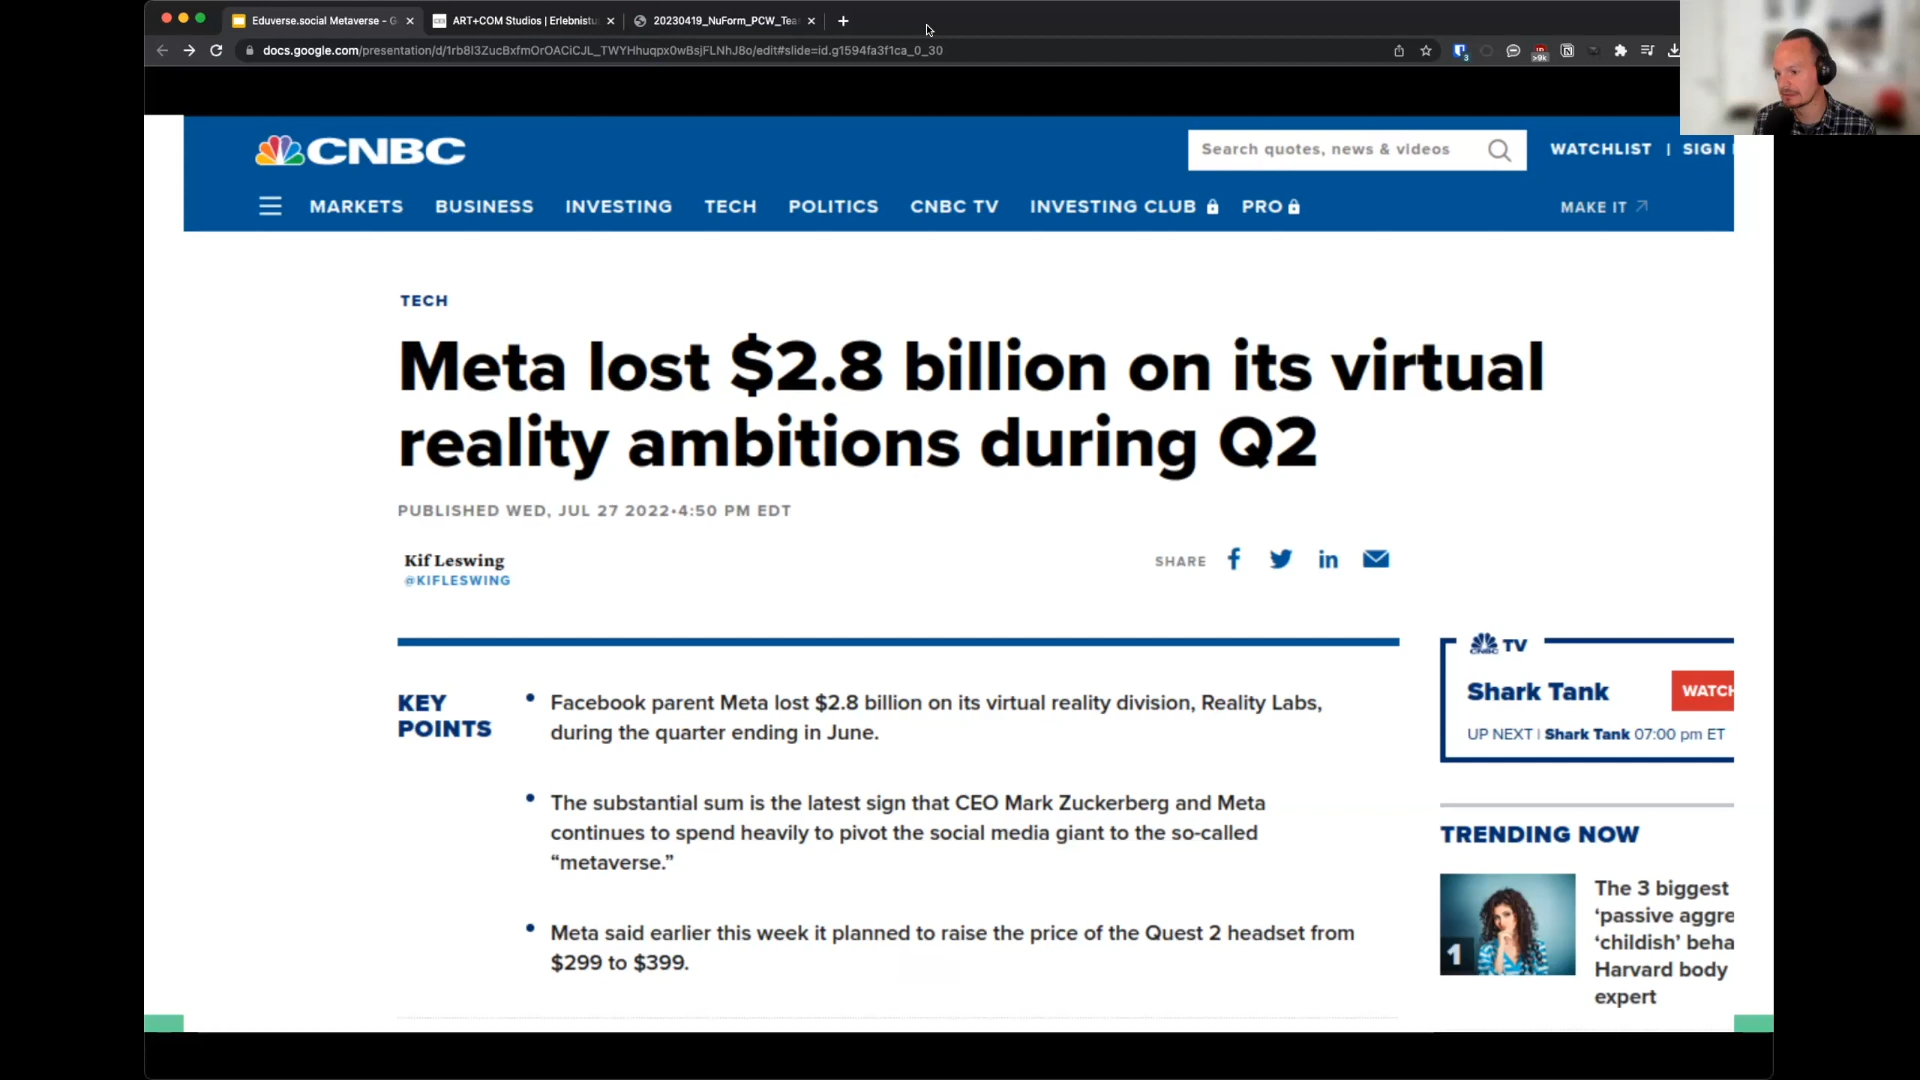 Eduverse.social Metaverse - G
ART+COM Studios | Erlebnistu
20230419_NuForm_PCW_Tea
docs.google.com/presentation/d/1rb8I3ZucBxfmOrOACiCJL_TWYHhuqpx0wBsjFLNhJ8o/edit#slide=id.g1594fa3f1ca_0_30
3
>9k
CNBC
Search quotes, news & videos
WATCHLIST | SIGN
MARKETS BUSINESS INVESTING TECH POLITICS CNBC TV INVESTING CLUB PRO
MAKE IT
TECH
Meta lost $2.8 billion on its virtual
reality ambitions during Q2
PUBLISHED WED, JUL 27 2022•4:50 PM EDT
Kif Leswing
@KIFLESWING
SHARE
KEY
POINTS
• Facebook parent Meta lost $2.8 billion on its virtual reality division, Reality Labs,
during the quarter ending in June.
• The substantial sum is the latest sign that CEO Mark Zuckerberg and Meta
continues to spend heavily to pivot the social media giant to the so-called
“metaverse.”
• Meta said earlier this week it planned to raise the price of the Quest 2 headset from
$299 to $399.
CNBC TV
Shark Tank
WATCH
UP NEXT | Shark Tank 07:00 pm ET
TRENDING NOW
1
The 3 biggest
‘passive aggre
‘childish’ beha
Harvard body
expert